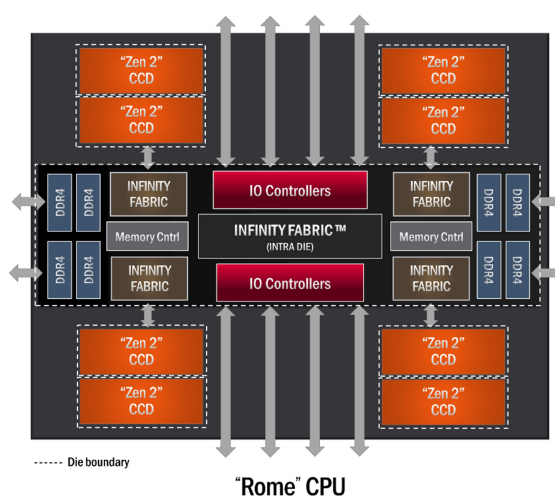 “Zen 2”
CCD
“Zen 2”
CCD
“Zen 2”
CCD
“Zen 2”
CCD
DDR4
DDR4
INFINITY
FABRIC
IO Controllers
INFINITY
FABRIC
DDR4
DDR4
Memory Cntrl
INFINITY FABRIC™
(INTRA DIE)
Memory Cntrl
DDR4
DDR4
INFINITY
FABRIC
IO Controllers
INFINITY
FABRIC
DDR4
DDR4
“Zen 2”
CCD
“Zen 2”
CCD
“Zen 2”
CCD
“Zen 2”
CCD
------ Die boundary
“Rome” CPU